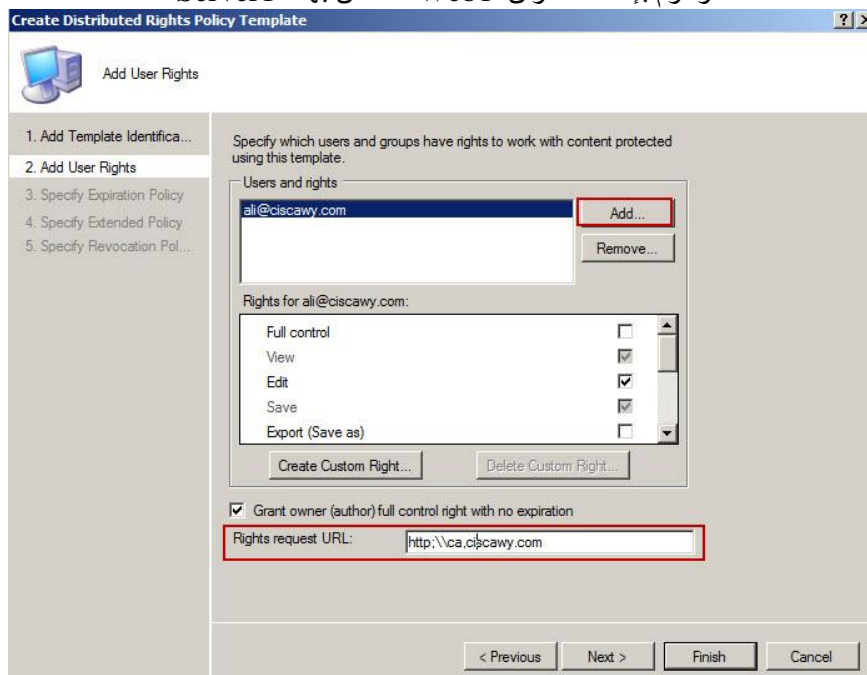 Create Distributed Rights Policy Template
Add User Rights
1. Add Template Identifica...
2. Add User Rights
3. Specify Expiration Policy
4. Specify Extended Policy
5. Specify Revocation Pol...
Specify which users and groups have rights to work with content protected
using this template.
Users and rights
ali@ciscawy.com
Add...
Remove...
Rights for ali@ciscawy.com:
Full control
View
Edit
Save
Export (Save as)
Create Custom Right...
Delete Custom Right...
Grant owner (author) full control right with no expiration
Rights request URL:
http;\\ca,ciscawy.com
< Previous
Next >
Finish
Cancel